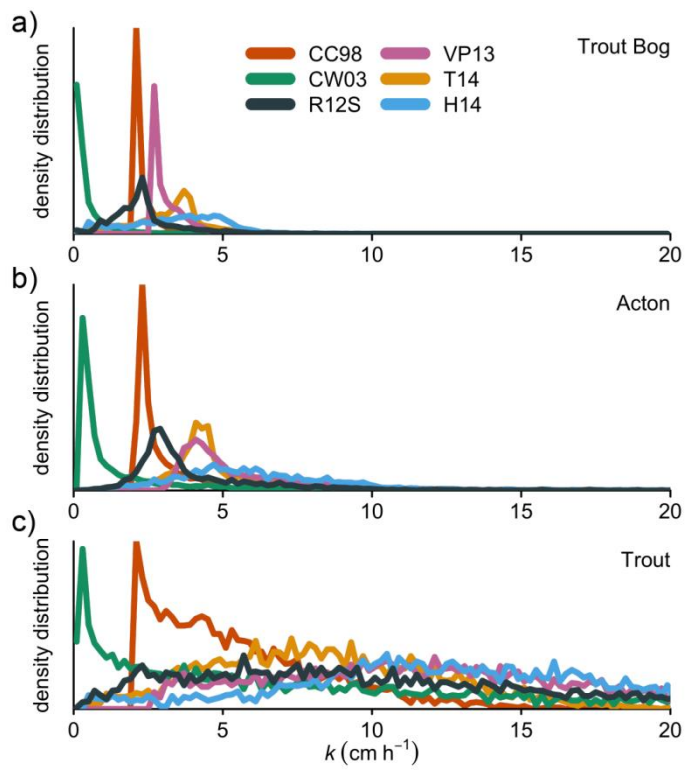 a)
Trout Bog
density distribution
CC98
VP13
CW03
T14
R12S
H14
0 5 10 15 20
b)
Acton
density distribution
0 5 10 15 20
c)
Trout
density distribution
0 5 10 15 20
k (cm h⁻¹)